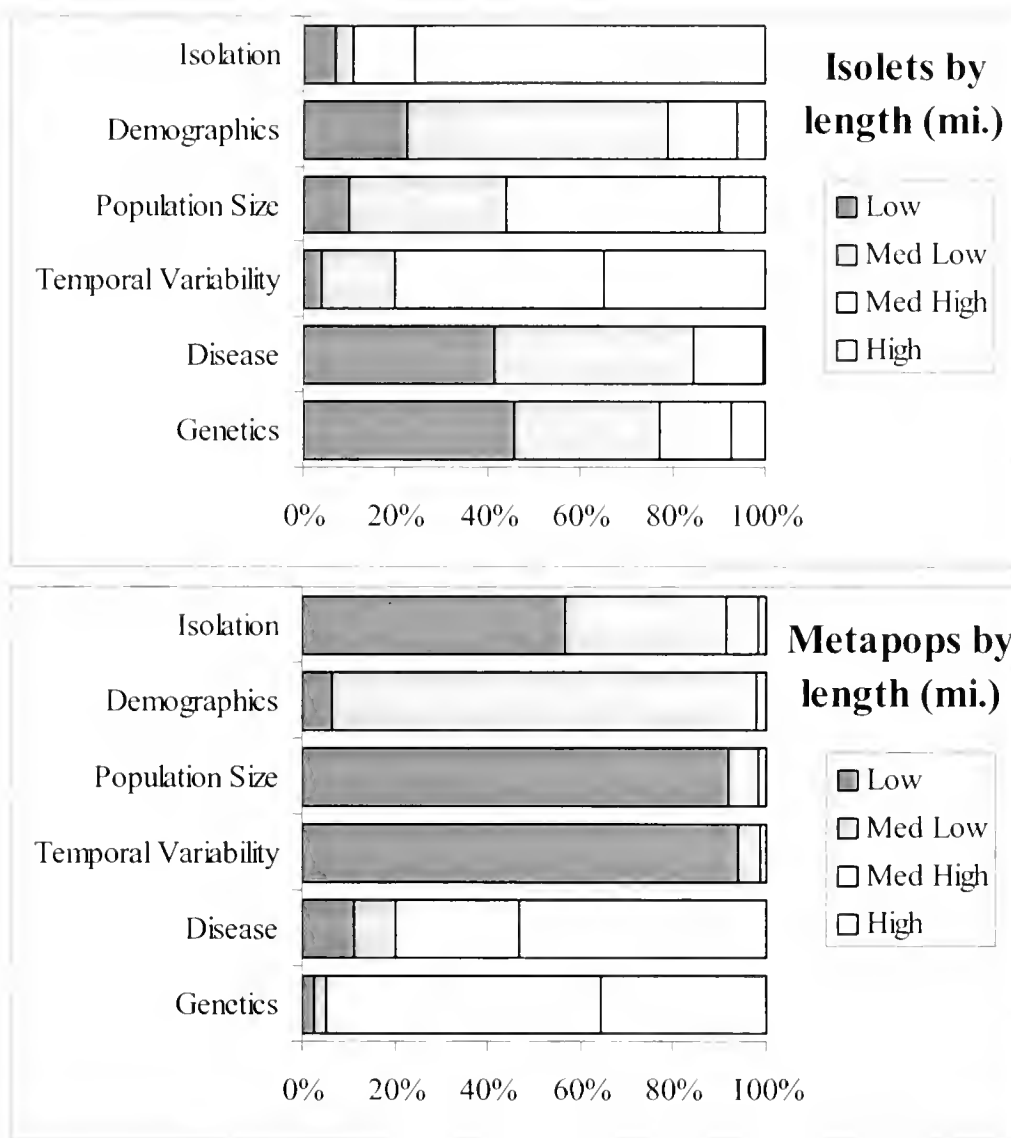 Isolation
Demographics
Population Size
Temporal Variability
Disease
Genetics
0% 20% 40% 60% 80% 100%
Isolets by
length (mi.)
Low
Med Low
Med High
High
Isolation
Demographics
Population Size
Temporal Variability
Disease
Genetics
0% 20% 40% 60% 80% 100%
Metapops by
length (mi.)
Low
Med Low
Med High
High